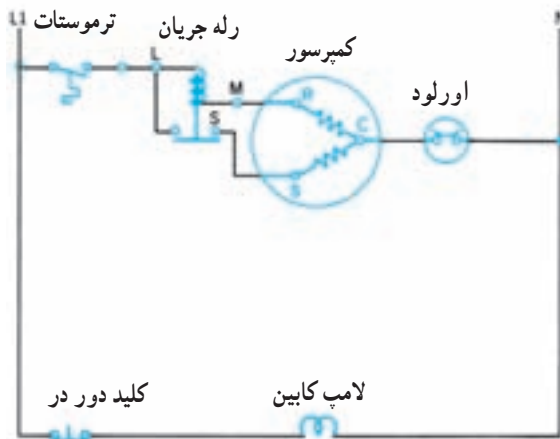 L1
ترموستات
رله جریان
کمپرسور
اورلود
L
M
S
R
C
S
کلید دور در
لامپ کابین